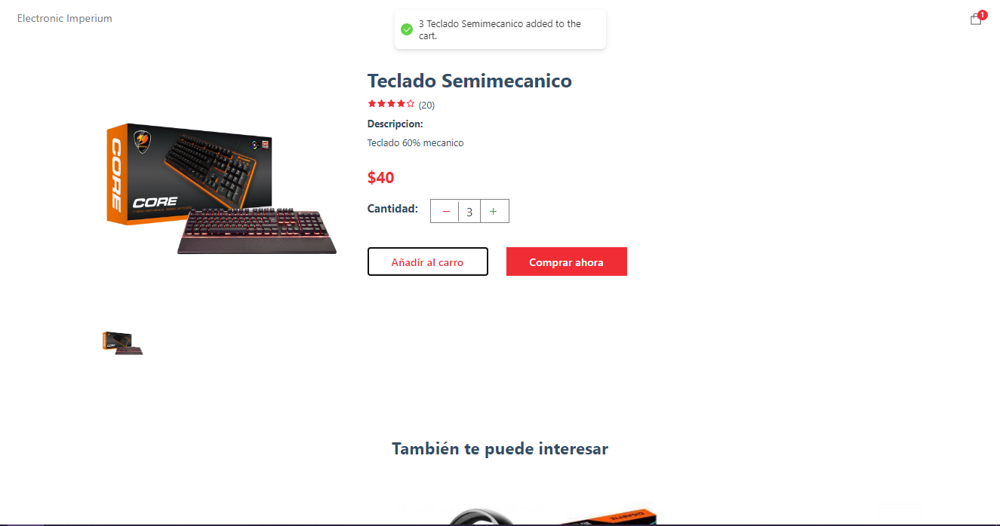 Electronic Imperium
3 Teclado Semimecanico added to the
cart.
1
Teclado Semimecanico
(20)
Descripcion:
Teclado 60% mecanico
$40
Cantidad:
− 3 +
Añadir al carro
Comprar ahora
CORE
CORE
También te puede interesar
GIGABYTE